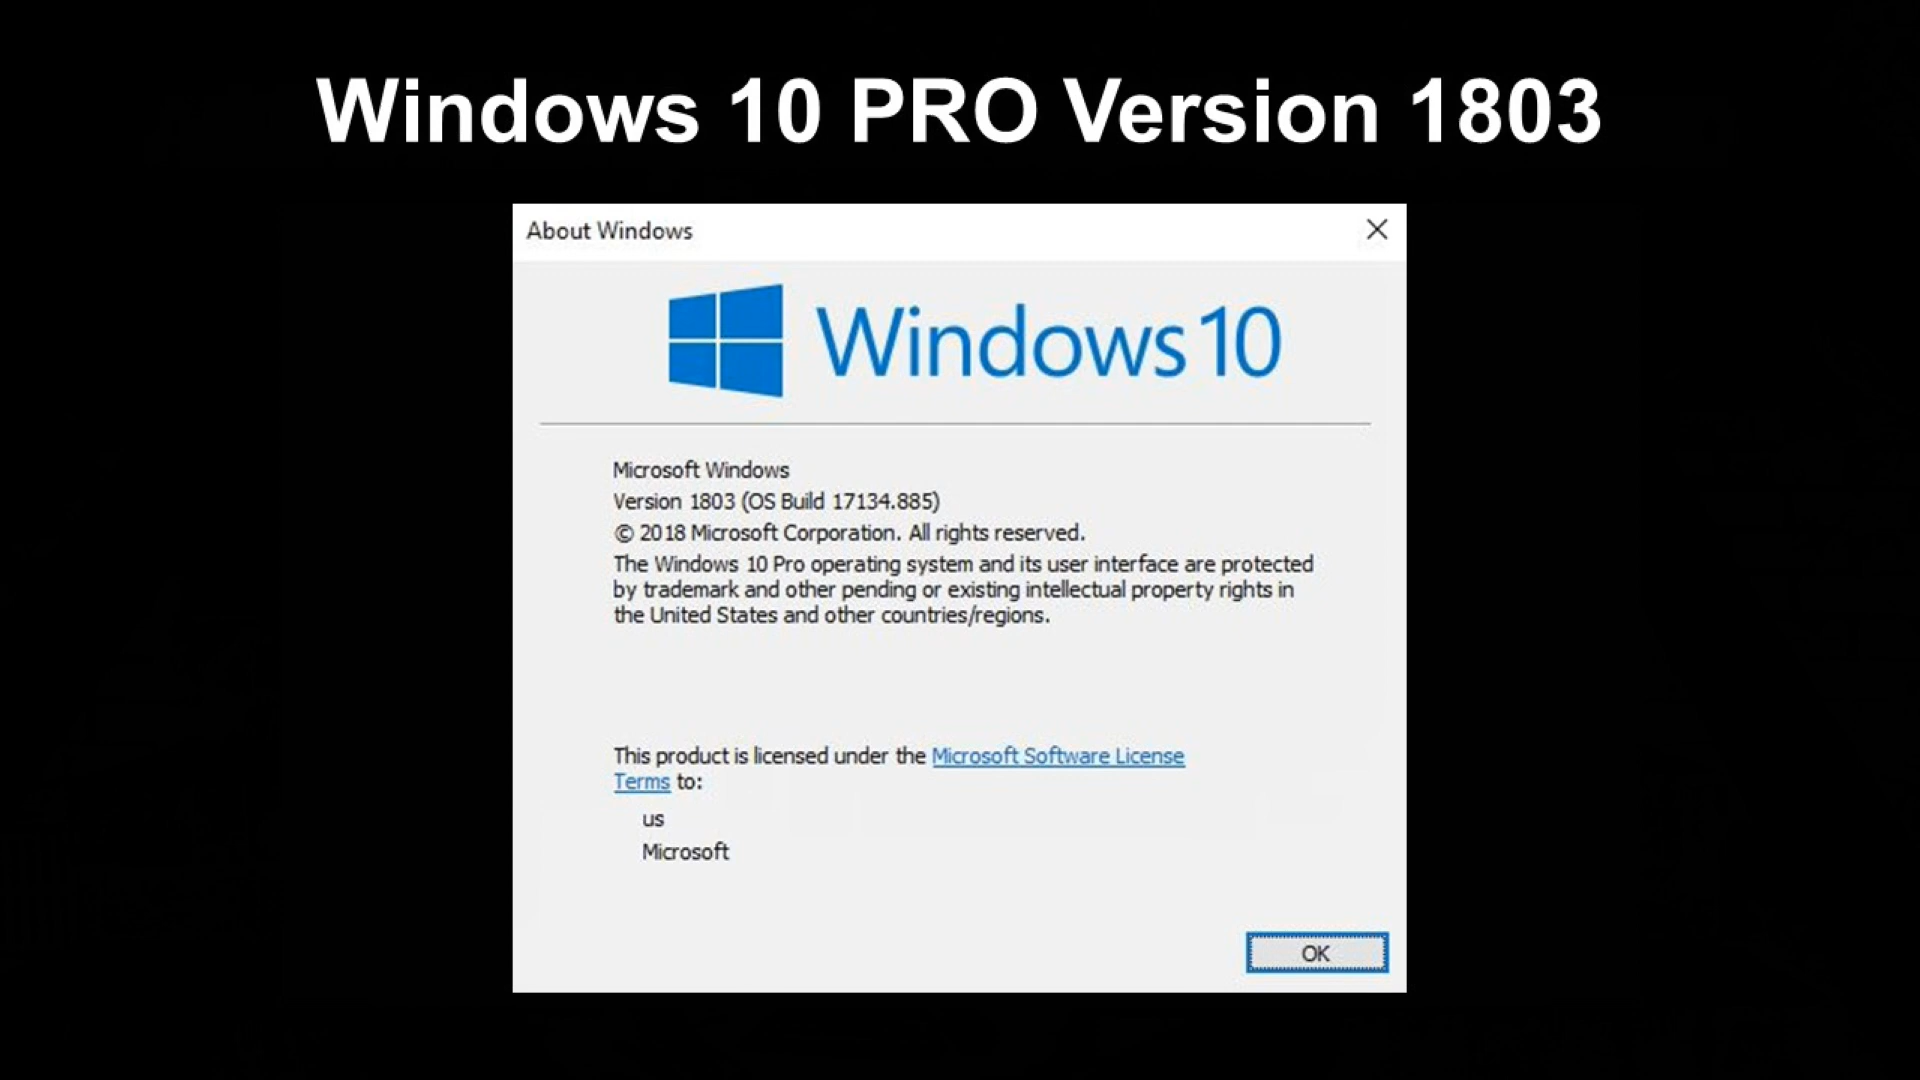 Windows 10 PRO Version 1803
About Windows
Windows 10
Microsoft Windows
Version 1803 (OS Build 17134.885)
© 2018 Microsoft Corporation. All rights reserved.
The Windows 10 Pro operating system and its user interface are protected
by trademark and other pending or existing intellectual property rights in
the United States and other countries/regions.
This product is licensed under the Microsoft Software License
Terms to:
us
Microsoft
OK